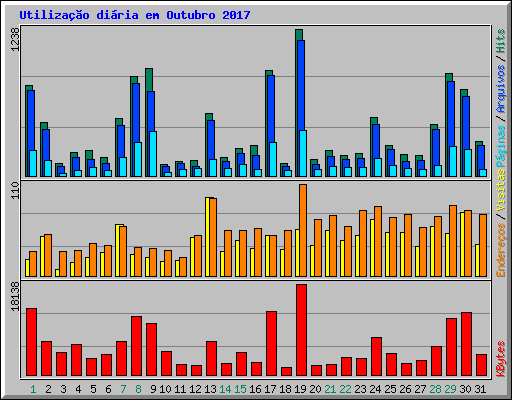 Utilização diária em Outubro 2017
1238
110
18138
Endereços / Visitas Páginas / Arquivos / Hits
KBytes
1 2 3 4 5 6 7 8 9 10 11 12 13 14 15 16 17 18 19 20 21 22 23 24 25 26 27 28 29 30 31